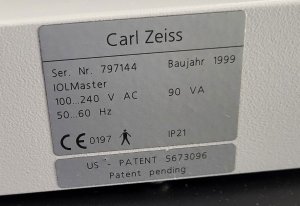 Carl Zeiss
Ser. Nr. 797144 Baujahr 1999
IOLMaster
100...240 V AC 90 VA
50...60 Hz
CE 0197 IP21
US - PATENT 5673096
Patent pending